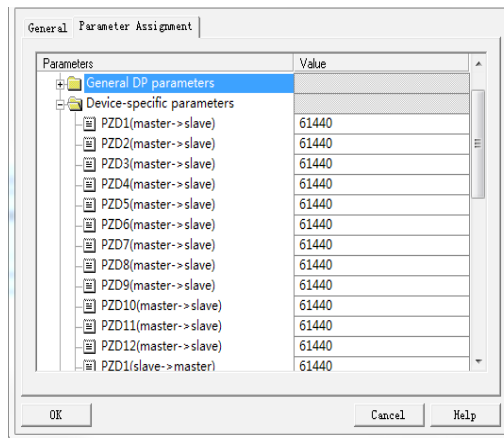 General Parameter Assignment
Parameters Value
General DP parameters
Device-specific parameters
PZD1(master->slave) 61440
PZD2(master->slave) 61440
PZD3(master->slave) 61440
PZD4(master->slave) 61440
PZD5(master->slave) 61440
PZD6(master->slave) 61440
PZD7(master->slave) 61440
PZD8(master->slave) 61440
PZD9(master->slave) 61440
PZD10(master->slave) 61440
PZD11(master->slave) 61440
PZD12(master->slave) 61440
PZD1(slave->master) 61440
OK Cancel Help